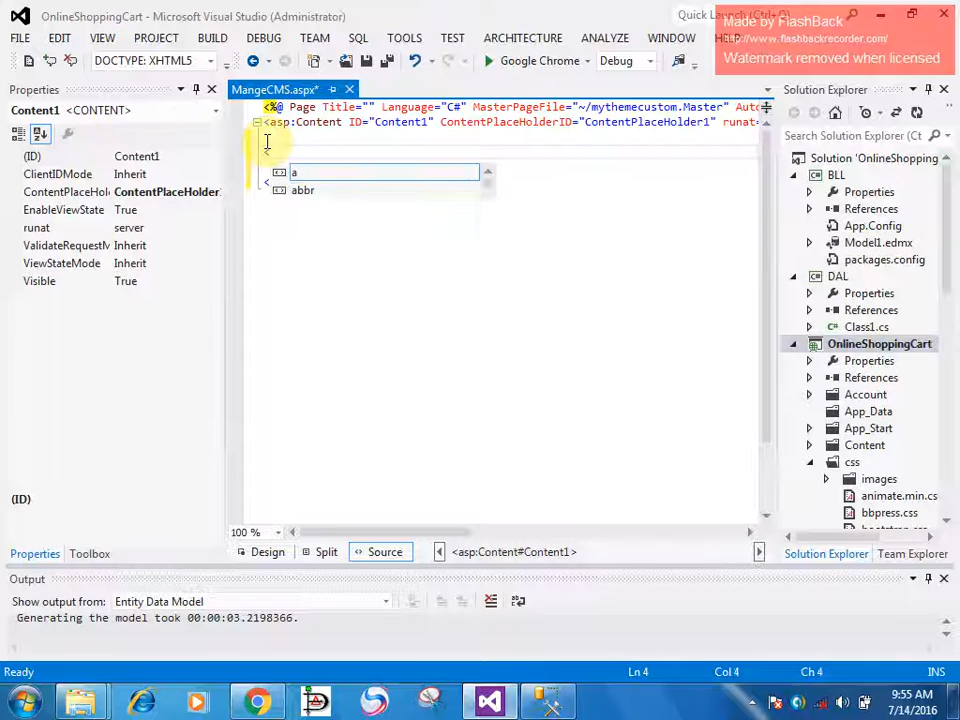 OnlineShoppingCart - Microsoft Visual Studio (Administrator)
Quick Launch (Ctrl+Q)
Made by FlashBack
http://www.flashbackrecorder.com/
Watermark removed when licensed
FILE EDIT VIEW PROJECT BUILD DEBUG TEAM SQL TOOLS TEST ARCHITECTURE ANALYZE WINDOW
DOCTYPE: XHTML5
Google Chrome
Debug
Properties
Content1 <CONTENT>
(ID) Content1
ClientIDMode Inherit
ContentPlaceHo ContentPlaceHolder
EnableViewState True
runat server
ValidateRequestM Inherit
ViewStateMode Inherit
Visible True
(ID)
Properties Toolbox
MangeCMS.aspx*
<%@ Page Title="" Language="C#" MasterPageFile="~/mythemecustom.Master" Auto
<asp:Content ID="Content1" ContentPlaceHolderID="ContentPlaceHolder1" runat=
<
a
<
abbr
100 %
Design Split Source <asp:Content#Content1>
Solution Explorer
Search Solution Explorer
Solution 'OnlineShopping
BLL
Properties
References
App.Config
Model1.edmx
packages.config
DAL
Properties
References
Class1.cs
OnlineShoppingCart
Properties
References
Account
App_Data
App_Start
Content
css
images
animate.min.cs
bbpress.css
Solution Explorer Team Explorer
Output
Show output from: Entity Data Model
Generating the model took 00:00:03.2198366.
Ready Ln 4 Ch 4 INS
9:55 AM
7/14/2016